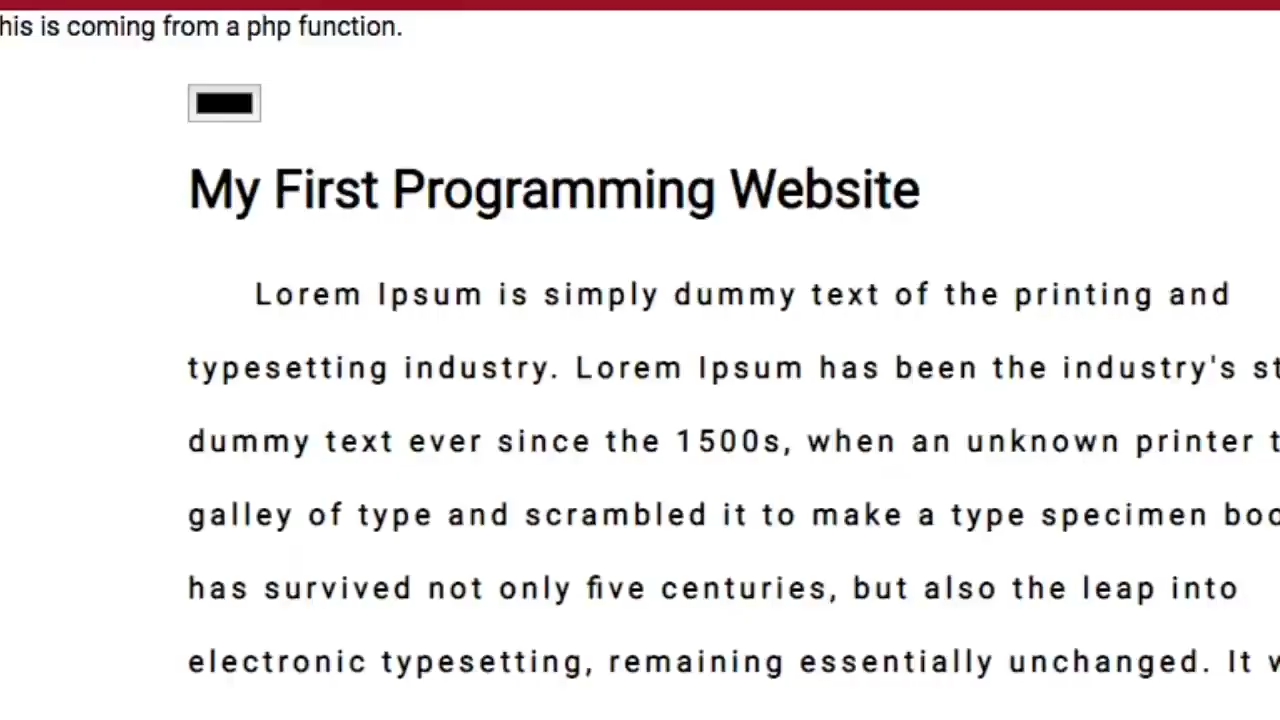 his is coming from a php function.
My First Programming Website
Lorem Ipsum is simply dummy text of the printing and
typesetting industry. Lorem Ipsum has been the industry's st
dummy text ever since the 1500s, when an unknown printer t
galley of type and scrambled it to make a type specimen boo
has survived not only five centuries, but also the leap into
electronic typesetting, remaining essentially unchanged. It w